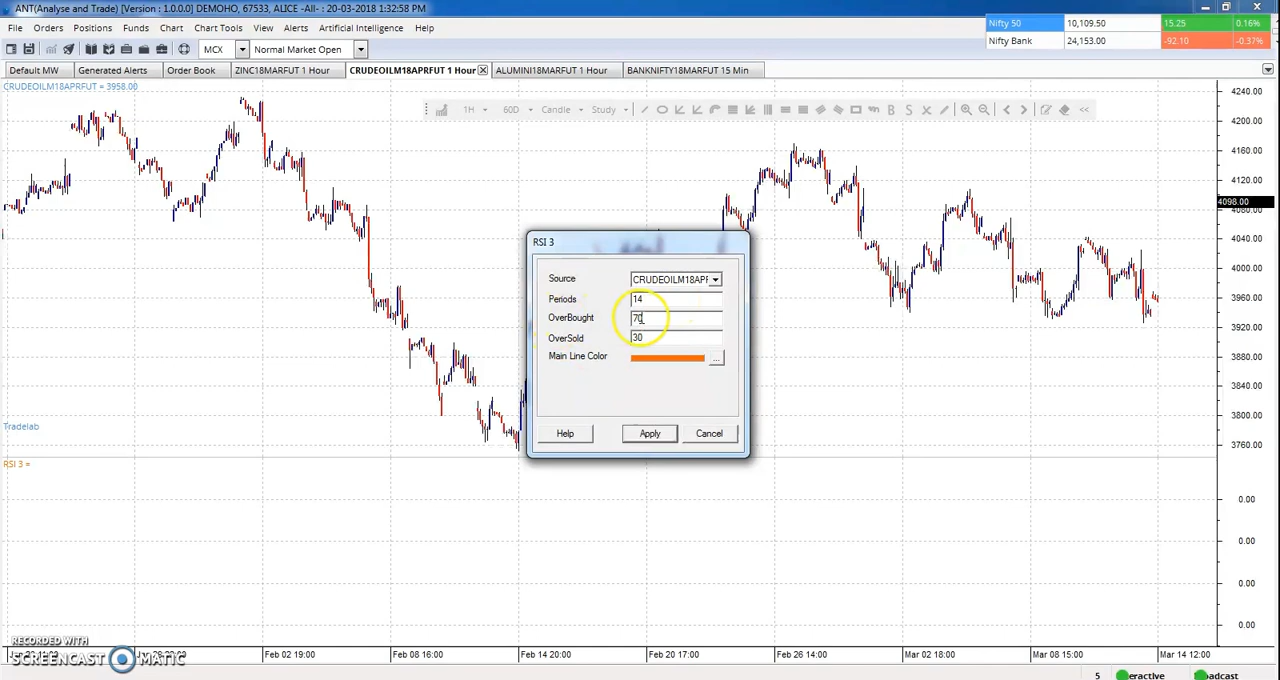 ANT(Analyse and Trade) [Version : 1.0.0.0] DEMOHO, 67533, ALICE -All- : 20-03-2018 1:32:58 PM
File Orders Positions Funds Chart Chart Tools View Alerts Artificial Intelligence Help
Nifty 50 10,109.50 15.25 0.16%
Nifty Bank 24,153.00 -92.10 -0.37%
MCX Normal Market Open
Default MW Generated Alerts Order Book ZINC18MARFUT 1 Hour CRUDEOILM18APRFUT 1 Hour ALUMINI18MARFUT 1 Hour BANKNIFTY18MARFUT 15 Min
CRUDEOILM18APRFUT = 3958.00
1H 60D Candle Study B S <<
4240.00
4200.00
4160.00
4120.00
4098.00
4080.00
4040.00
4000.00
3960.00
3920.00
3880.00
3840.00
3800.00
3760.00
RSI 3
Source CRUDEOILM18APF
Periods 14
OverBought 70
OverSold 30
Main Line Color ...
Help Apply Cancel
Tradelab
RSI 3 =
0.00
0.00
0.00
0.00
RECORDED WITH
SCREENCAST MATIC
Feb 02 19:00 Feb 08 16:00 Feb 14 20:00 Feb 20 17:00 Feb 26 14:00 Mar 02 18:00 Mar 08 15:00 Mar 14 12:00
5 eractive oadcast